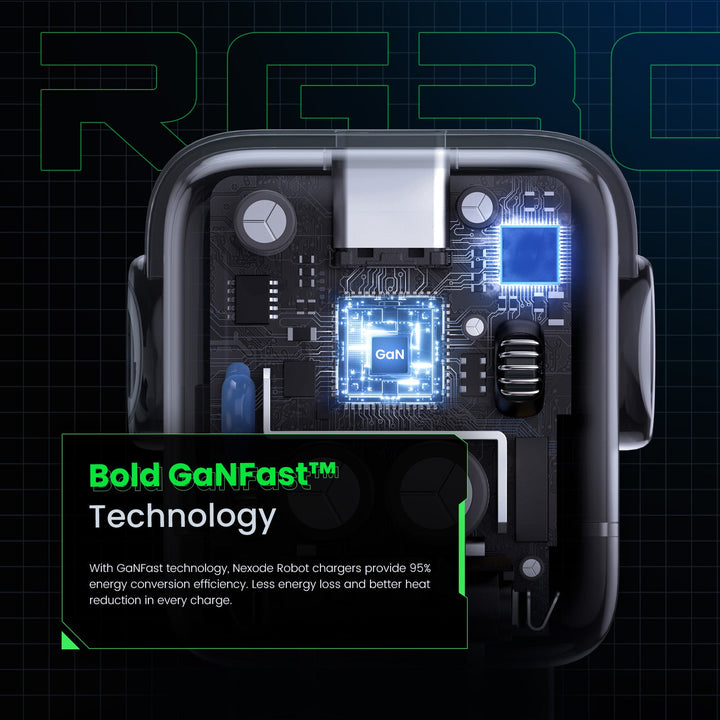 GaN
Bold GaNFast™
Technology
With GaNFast technology, Nexode Robot chargers provide 95%
energy conversion efficiency. Less energy loss and better heat
reduction in every charge.